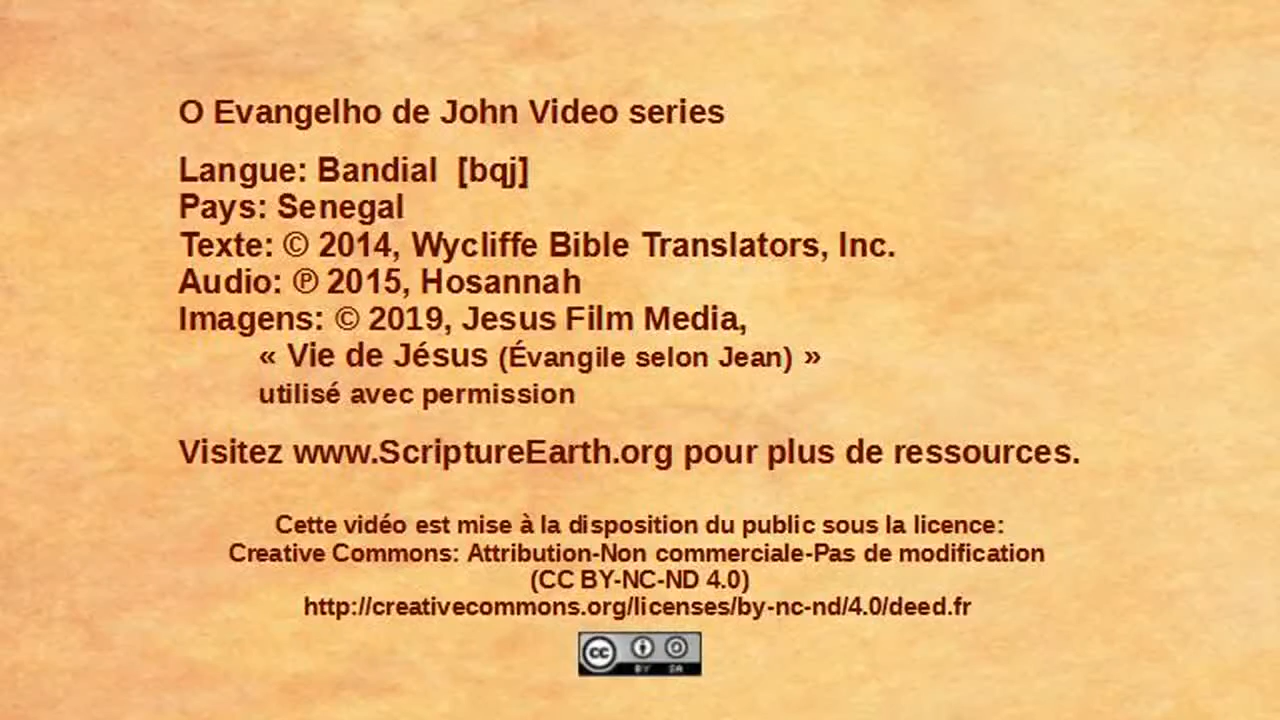 O Evangelho de John Video series
Langue: Bandial [bqj]
Pays: Senegal
Texte: © 2014, Wycliffe Bible Translators, Inc.
Audio: ℗ 2015, Hosannah
Imagens: © 2019, Jesus Film Media,
« Vie de Jésus (Évangile selon Jean) »
utilisé avec permission
Visitez www.ScriptureEarth.org pour plus de ressources.
Cette vidéo est mise à la disposition du public sous la licence:
Creative Commons: Attribution-Non commerciale-Pas de modification
(CC BY-NC-ND 4.0)
http://creativecommons.org/licenses/by-nc-nd/4.0/deed.fr
cc BY SA